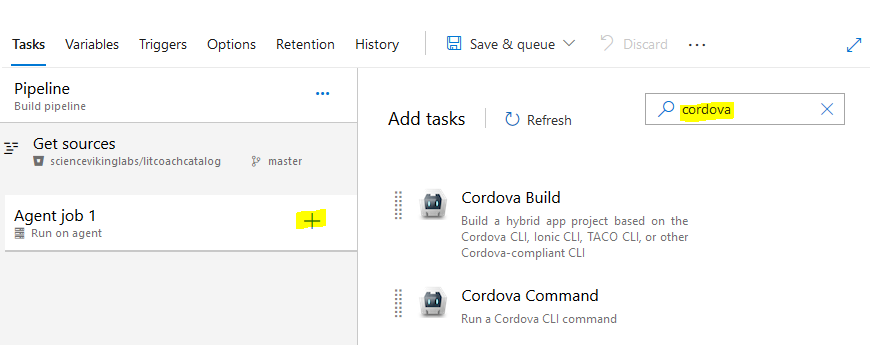 Tasks Variables Triggers Options Retention History Save & queue Discard ...
Pipeline
Build pipeline
Get sources
sciencevikinglabs/litcoachcatalog master
Agent job 1
Run on agent
Add tasks Refresh cordova
Cordova Build
Build a hybrid app project based on the
Cordova CLI, Ionic CLI, TACO CLI, or other
Cordova-compliant CLI
Cordova Command
Run a Cordova CLI command